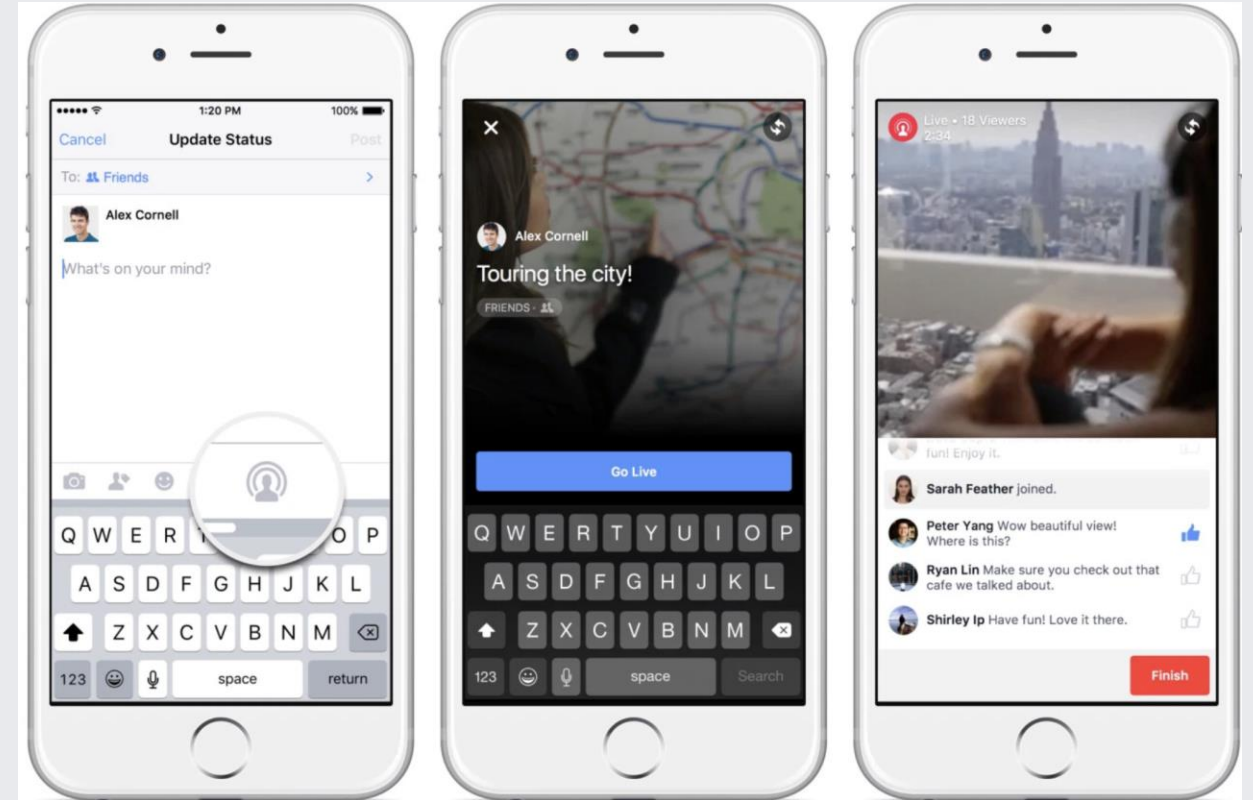 1:20 PM
100%
Cancel
Update Status
Post
To: Friends
Alex Cornell
What's on your mind?
Q W E R T O P
A S D F G H J K L
Z X C V B N M
123
space
return
Alex Cornell
Touring the city!
FRIENDS -
Go Live
Q W E R T Y U I O P
A S D F G H J K L
Z X C V B N M
123
space
Search
Live • 18 Viewers
2:34
fun! Enjoy it.
Sarah Feather joined.
Peter Yang Wow beautiful view!
Where is this?
Ryan Lin Make sure you check out that
cafe we talked about.
Shirley Ip Have fun! Love it there.
Finish